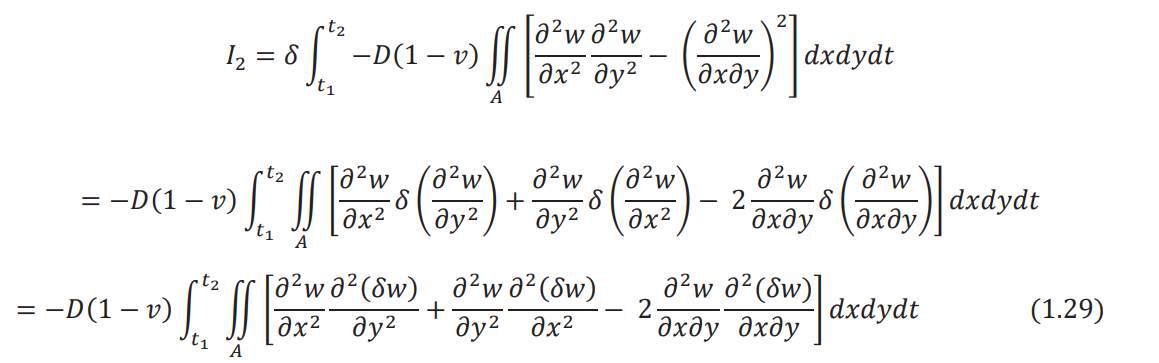 I₂ = δ ∫_{t₁}^{t₂} −D(1 − v) ∬_A [∂²w/∂x² ∂²w/∂y² − (∂²w/∂x∂y)²] dxdydt
= −D(1 − v) ∫_{t₁}^{t₂} ∬_A [∂²w/∂x² δ(∂²w/∂y²) + ∂²w/∂y² δ(∂²w/∂x²) − 2 ∂²w/∂x∂y δ(∂²w/∂x∂y)] dxdydt
= −D(1 − v) ∫_{t₁}^{t₂} ∬_A [∂²w/∂x² ∂²(δw)/∂y² + ∂²w/∂y² ∂²(δw)/∂x² − 2 ∂²w/∂x∂y ∂²(δw)/∂x∂y] dxdydt (1.29)